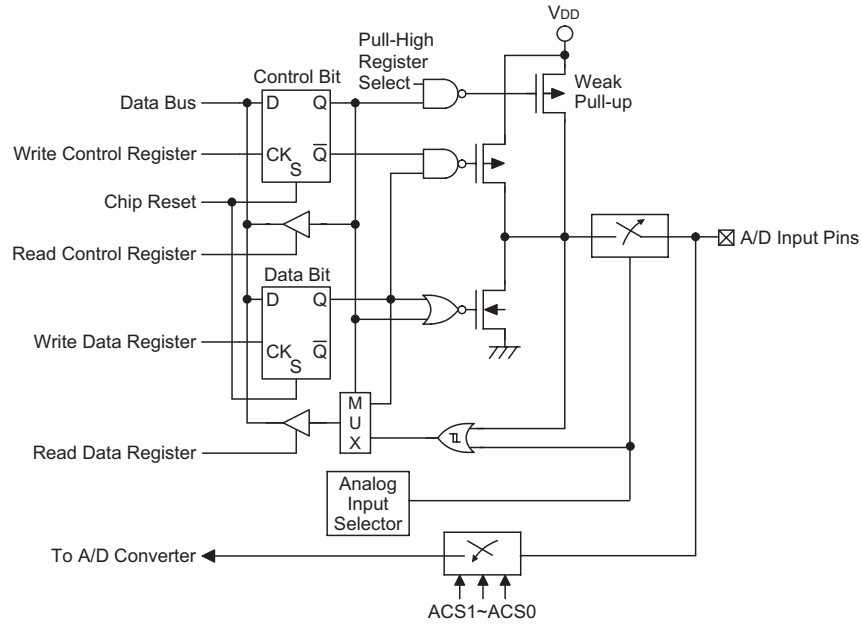 VDD
Pull-High
Register
Select
Control Bit
Weak
Pull-up
Data Bus
D
Q
Write Control Register
CK
Q
S
Chip Reset
Read Control Register
A/D Input Pins
Data Bit
D
Q
Write Data Register
CK
Q
S
M
U
X
Read Data Register
Analog
Input
Selector
To A/D Converter
ACS1~ACS0